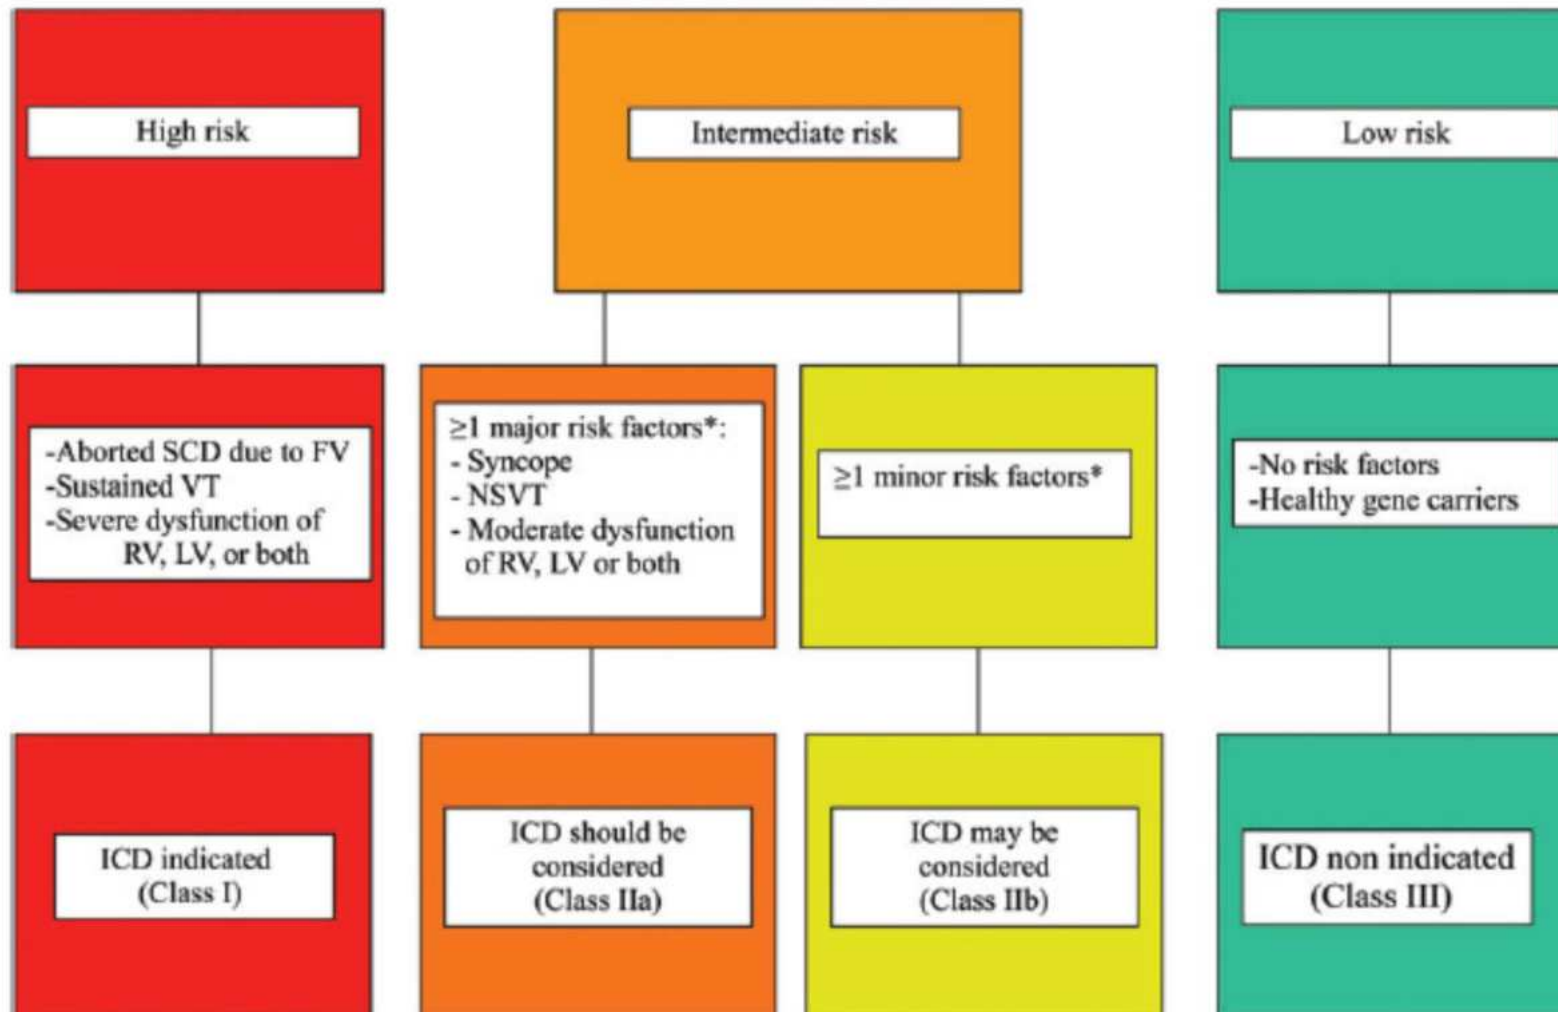 High risk
Intermediate risk
Low risk
-Aborted SCD due to FV
-Sustained VT
-Severe dysfunction of
RV, LV, or both
≥1 major risk factors*:
- Syncope
- NSVT
- Moderate dysfunction
of RV, LV or both
≥1 minor risk factors*
-No risk factors
-Healthy gene carriers
ICD indicated
(Class I)
ICD should be
considered
(Class IIa)
ICD may be
considered
(Class IIb)
ICD non indicated
(Class III)